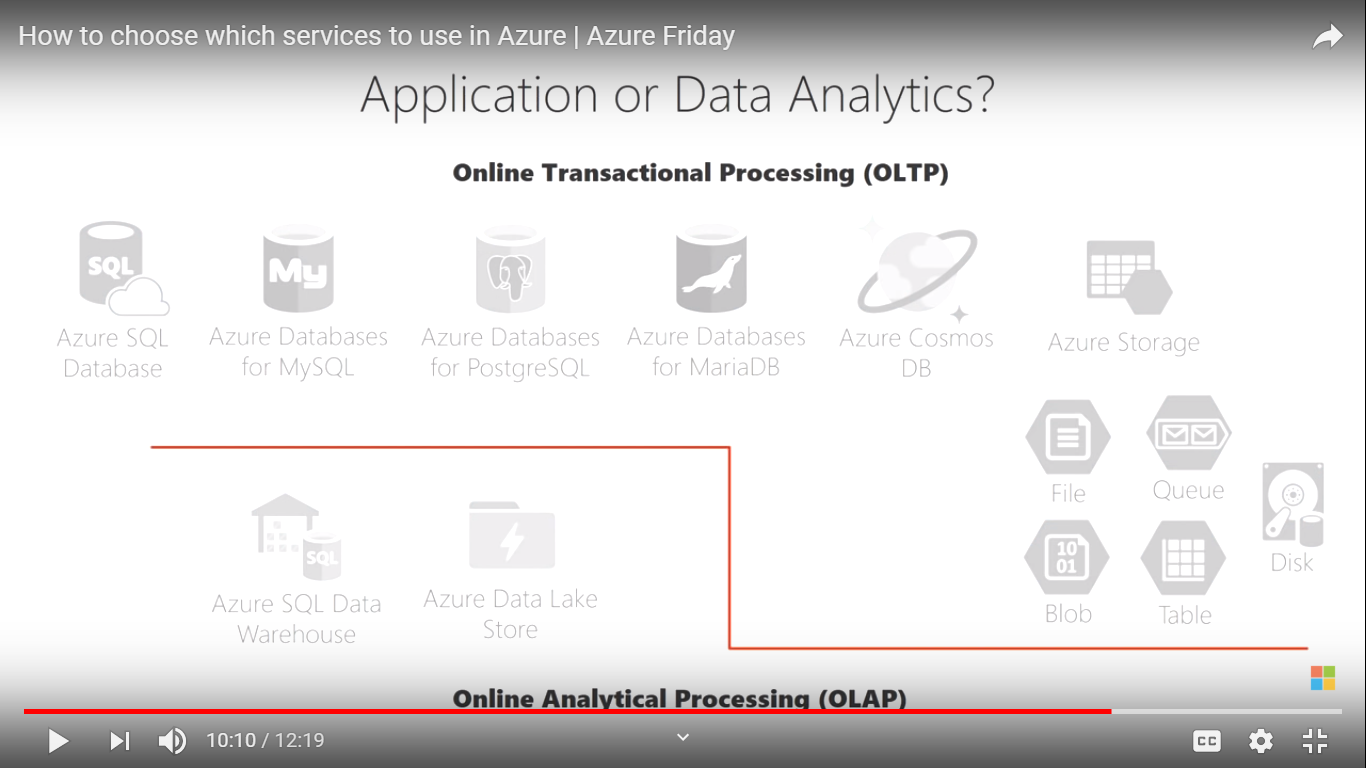 How to choose which services to use in Azure | Azure Friday
Application or Data Analytics?
Online Transactional Processing (OLTP)
SQL
My
Azure SQL
Database
Azure Databases
for MySQL
Azure Databases
for PostgreSQL
Azure Databases
for MariaDB
Azure Cosmos
DB
Azure Storage
File
Queue
10
01
Blob
Table
Disk
SQL
Azure SQL Data
Warehouse
Azure Data Lake
Store
Online Analytical Processing (OLAP)
10:10 / 12:19
CC